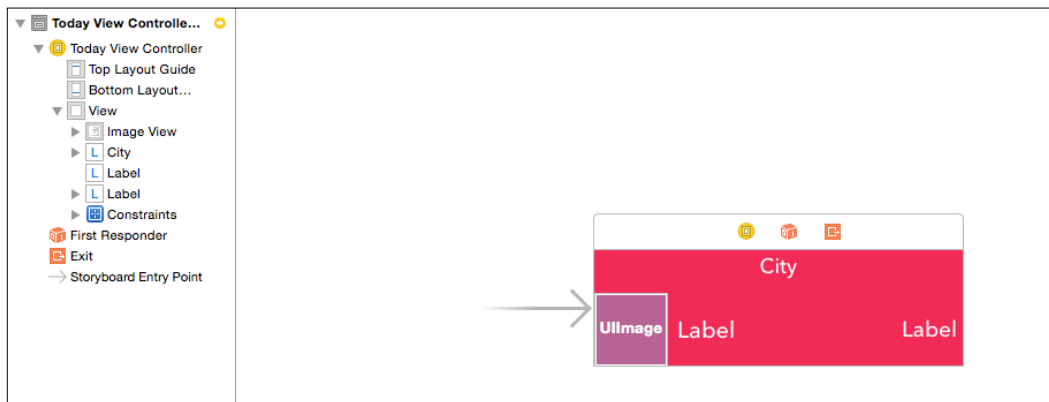 Today View Controlle...
Today View Controller
Top Layout Guide
Bottom Layout...
View
Image View
L City
L Label
L Label
Constraints
First Responder
Exit
Storyboard Entry Point
City
UIImage Label Label